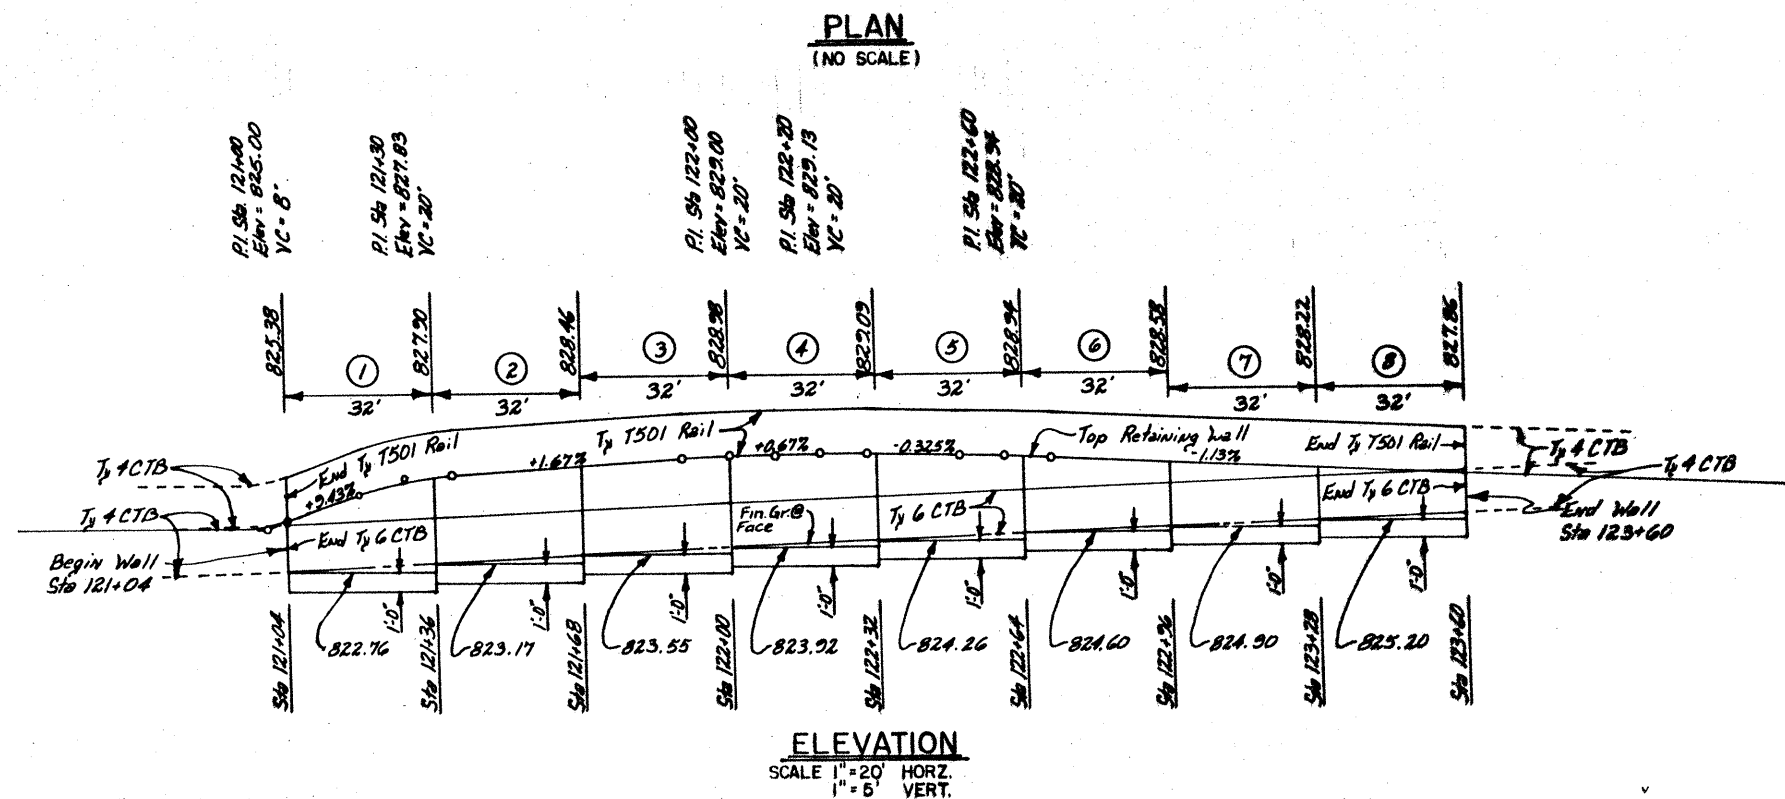 PLAN
(NO SCALE)
P.I. Sta. 121+00
Elev = 825.00
VC = 8'
P.I. Sta 121+30
Elev = 827.83
VC = 20'
P.I. Sta 122+00
Elev = 829.00
VC = 20'
P.I. Sta 122+20
Elev = 829.13
VC = 20'
P.I. Sta 122+60
Elev = 828.94
VC = 20'
825.38
827.90
828.46
828.98
829.09
828.94
828.58
828.22
827.86
1
2
3
4
5
6
7
8
32'
32'
32'
32'
32'
32'
32'
32'
Ty 4 CTB
End Ty T501 Rail
+9.43%
Ty T501 Rail
+1.67%
+0.67%
-0.325%
Top Retaining Wall
-1.13%
End Ty T501 Rail
Ty 4 CTB
Ty 4 CTB
Ty 4 CTB
End Ty 6 CTB
Fin. Gr. @
Face
Ty 6 CTB
End Ty 6 CTB
End Wall
Sta 123+60
Begin Wall
Sta 121+04
1'-0"
1'-0"
1'-0"
1'-0"
1'-0"
1'-0"
1'-0"
1'-0"
822.76
823.17
823.55
823.92
824.26
824.60
824.90
825.20
Sta 121+04
Sta 121+36
Sta 121+68
Sta 122+00
Sta 122+32
Sta 122+64
Sta 122+96
Sta 123+28
Sta 123+60
ELEVATION
SCALE 1"=20' HORZ.
1"=5' VERT.